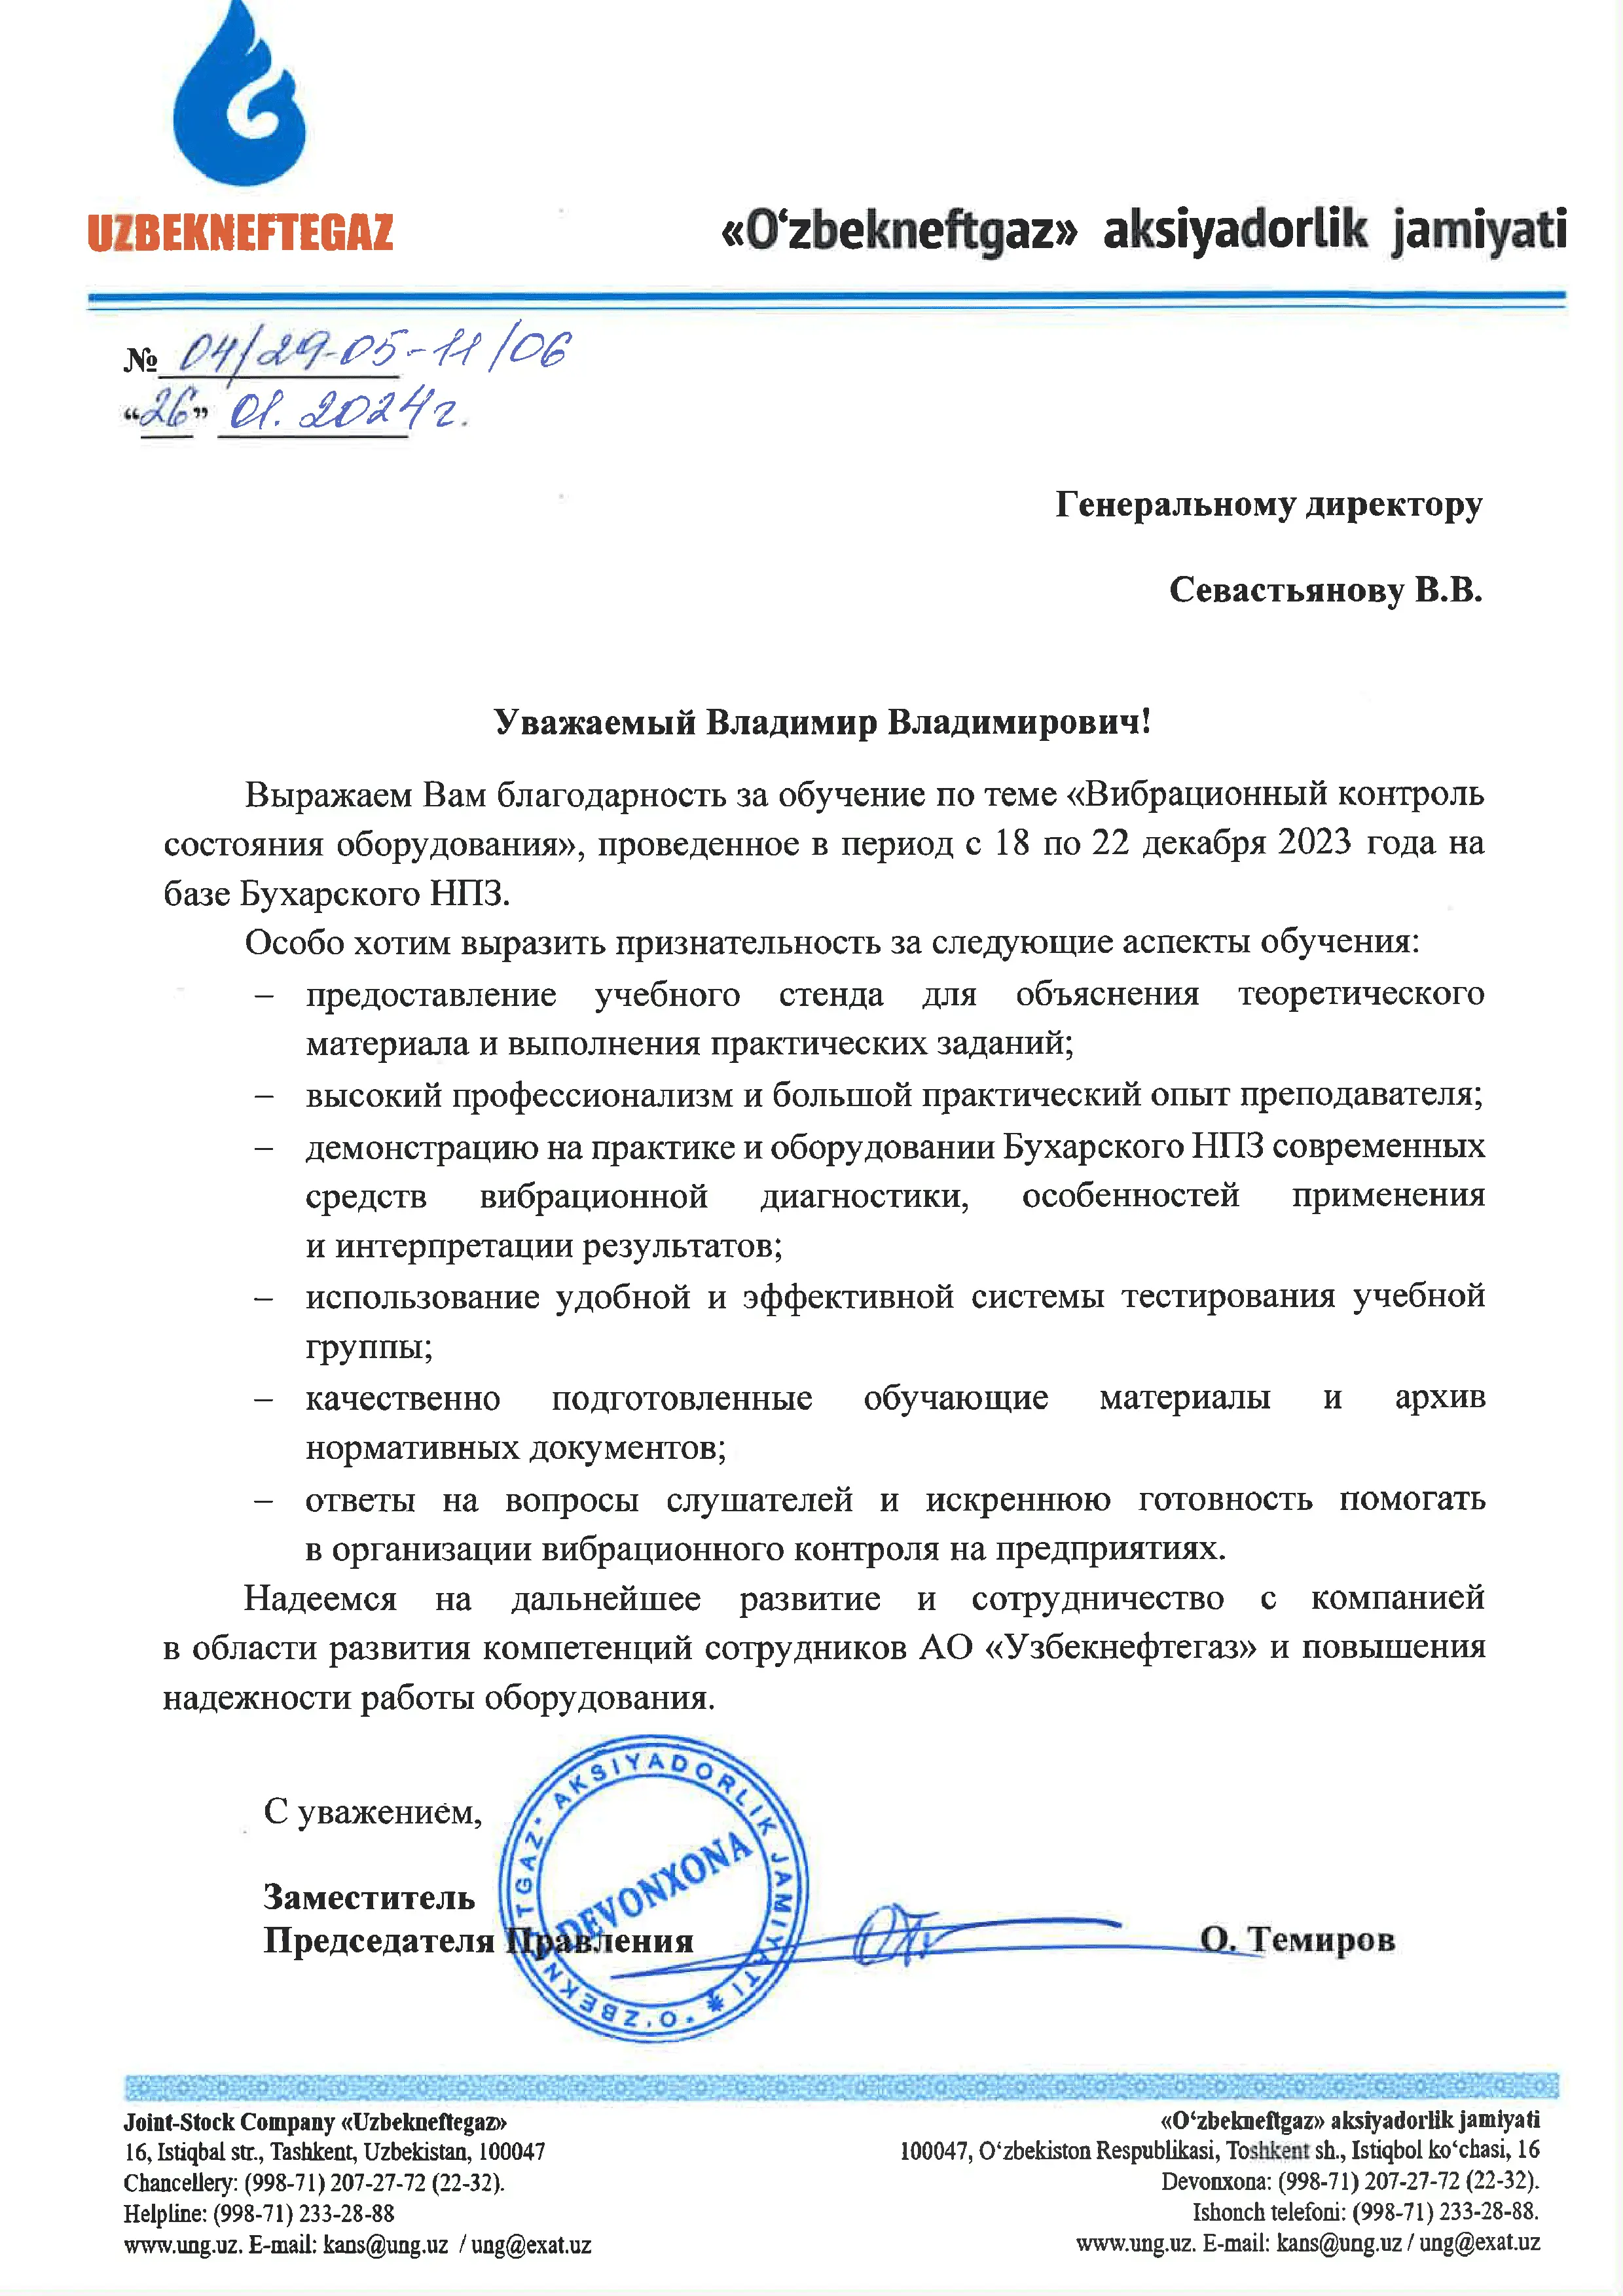 UZBEKNEFTEGAZ
«O‘zbekneftgaz» aksiyadorlik jamiyati
№ 04/29-05-11/06
“26” 01. 2024г.
Генеральному директору
Севастьянову В.В.
Уважаемый Владимир Владимирович!
Выражаем Вам благодарность за обучение по теме «Вибрационный контроль
состояния оборудования», проведенное в период с 18 по 22 декабря 2023 года на
базе Бухарского НПЗ.
Особо хотим выразить признательность за следующие аспекты обучения:
– предоставление учебного стенда для объяснения теоретического
материала и выполнения практических заданий;
– высокий профессионализм и большой практический опыт преподавателя;
– демонстрацию на практике и оборудовании Бухарского НПЗ современных
средств вибрационной диагностики, особенностей применения
и интерпретации результатов;
– использование удобной и эффективной системы тестирования учебной
группы;
– качественно подготовленные обучающие материалы и архив
нормативных документов;
– ответы на вопросы слушателей и искреннюю готовность помогать
в организации вибрационного контроля на предприятиях.
Надеемся на дальнейшее развитие и сотрудничество с компанией
в области развития компетенций сотрудников АО «Узбекнефтегаз» и повышения
надежности работы оборудования.
С уважением,
Заместитель
Председателя Правления
О. Темиров
"O'ZBEKNEFTGAZ" AKSIYADORLIK JAMIYATI
DEVONXONA
Joint-Stock Company «Uzbekneftegaz»
16, Istiqbal str., Tashkent, Uzbekistan, 100047
Chancellery: (998-71) 207-27-72 (22-32).
Helpline: (998-71) 233-28-88
www.ung.uz. E-mail: kans@ung.uz / ung@exat.uz
«O‘zbekneftgaz» aksiyadorlik jamiyati
100047, O‘zbekiston Respublikasi, Toshkent sh., Istiqbol ko‘chasi, 16
Devonxona: (998-71) 207-27-72 (22-32).
Ishonch telefoni: (998-71) 233-28-88.
www.ung.uz. E-mail: kans@ung.uz / ung@exat.uz